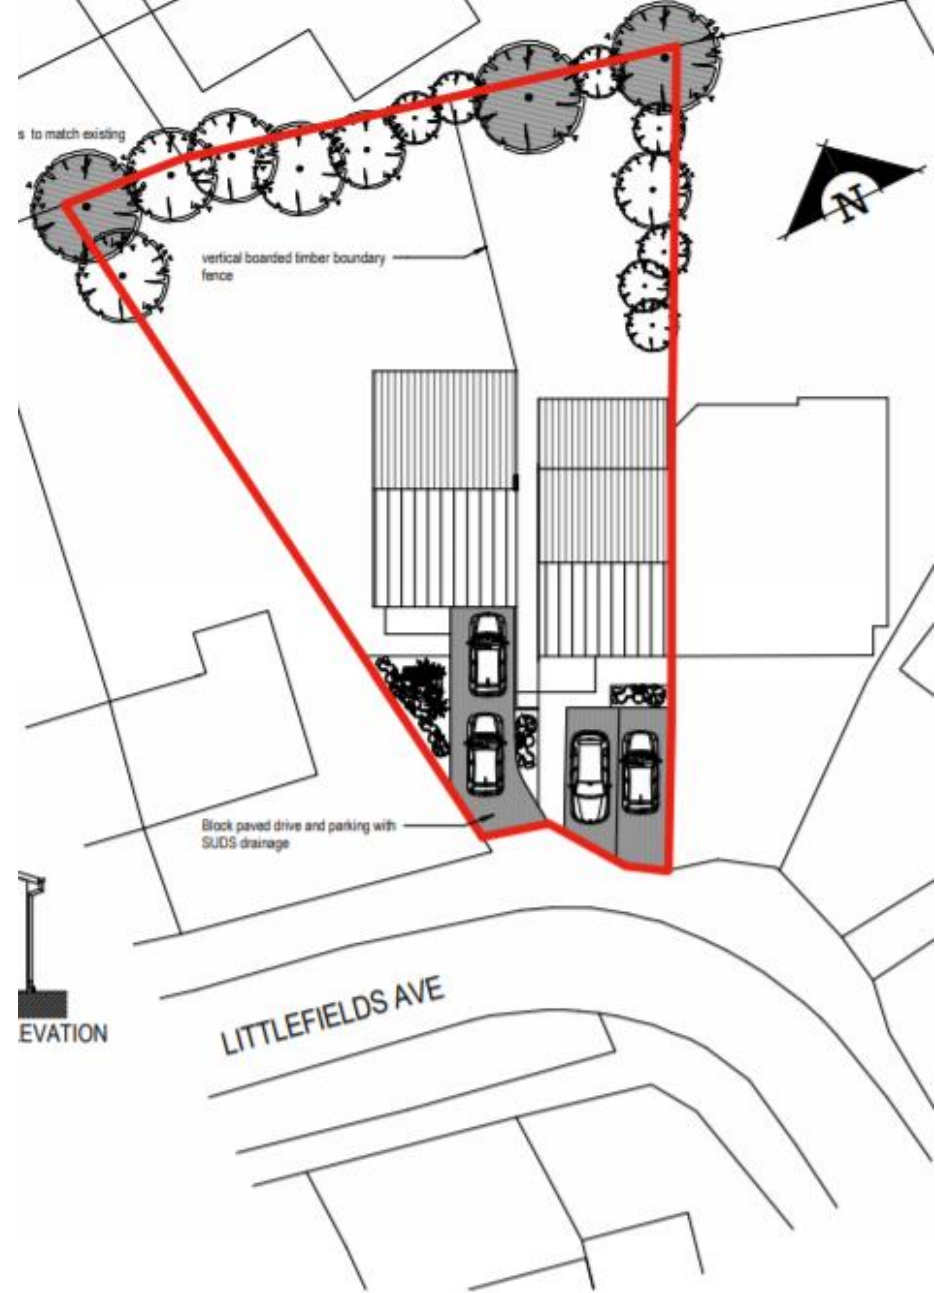 s to match existing
N
vertical boarded timber boundary
fence
Block paved drive and parking with
SUDS drainage
EVATION
LITTLEFIELDS AVE